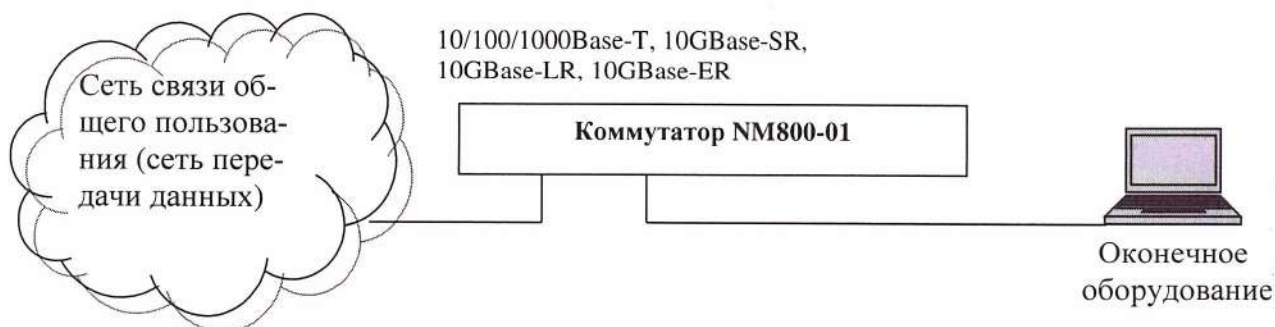 10/100/1000Base-T, 10GBase-SR,
10GBase-LR, 10GBase-ER
Сеть связи об-
щего пользова-
ния (сеть пере-
дачи данных)
Коммутатор NM800-01
Оконечное
оборудование